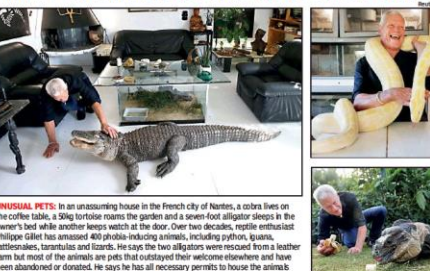 Reut
UNUSUAL PETS: In an unassuming house in the French city of Nantes, a cobra lives on
the coffee table, a 50kg tortoise roams the garden and a seven-foot alligator sleeps in the
owner's bed while another keeps watch at the door. Over two decades, reptile enthusiast
Philippe Gillet has amassed 400 phobia-inducing animals, including python, iguana,
rattlesnakes, tarantulas and lizards. He says the two alligators were rescued from a leather
farm but most of the animals are pets that outstayed their welcome elsewhere and have
been abandoned or donated. He says he has all necessary permits to house the animals